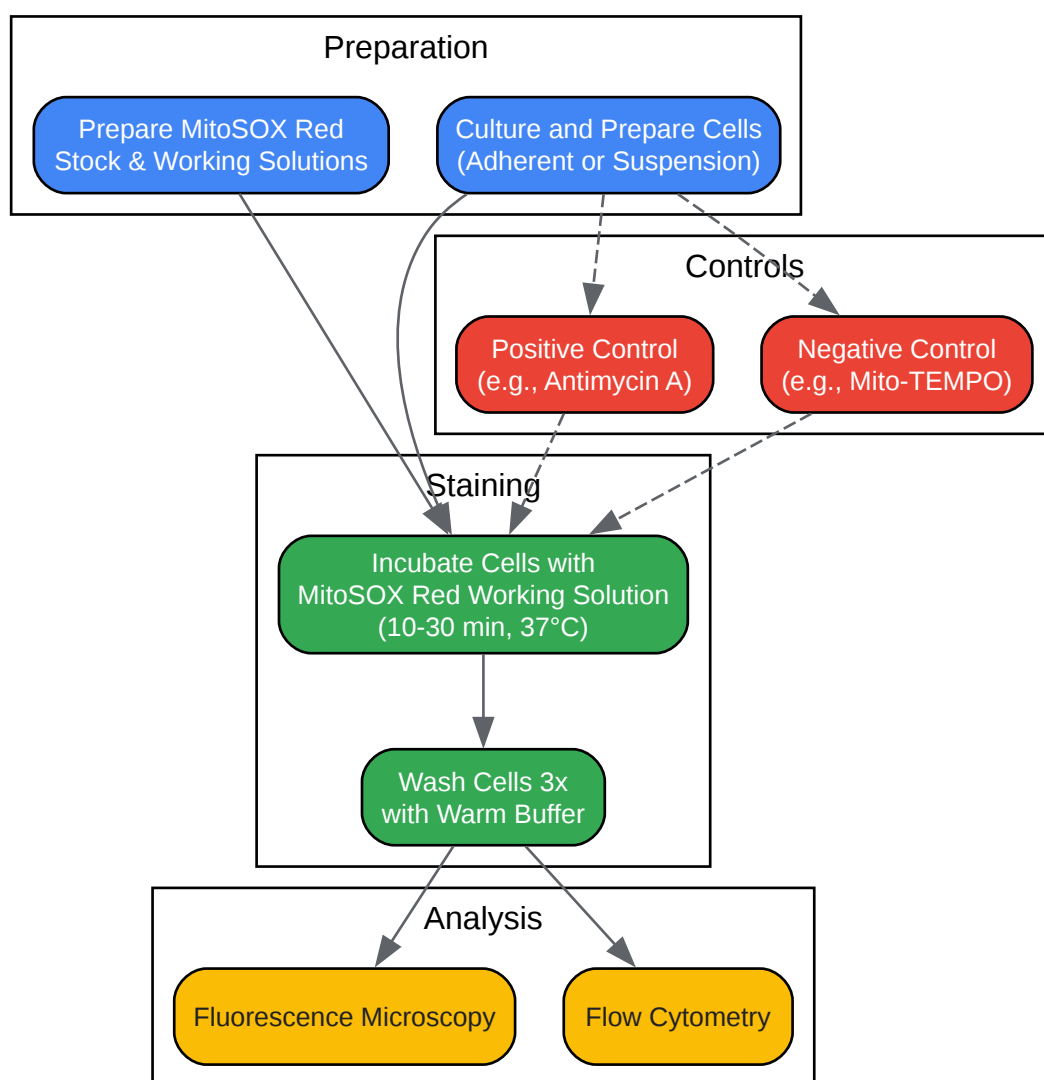 Preparation
Prepare MitoSOX Red
Stock & Working Solutions
Culture and Prepare Cells
(Adherent or Suspension)
Controls
Positive Control
(e.g., Antimycin A)
Negative Control
(e.g., Mito-TEMPO)
Staining
Incubate Cells with
MitoSOX Red Working Solution
(10-30 min, 37°C)
Wash Cells 3x
with Warm Buffer
Analysis
Fluorescence Microscopy
Flow Cytometry